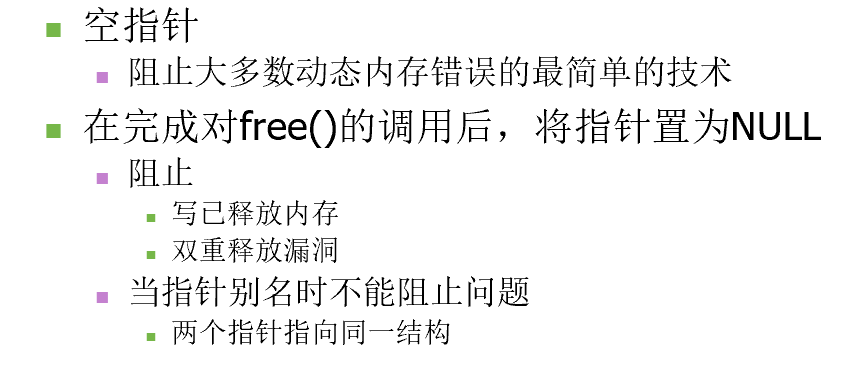 空指针
阻止大多数动态内存错误的最简单的技术
在完成对free()的调用后，将指针置为NULL
阻止
写已释放内存
双重释放漏洞
当指针别名时不能阻止问题
两个指针指向同一结构